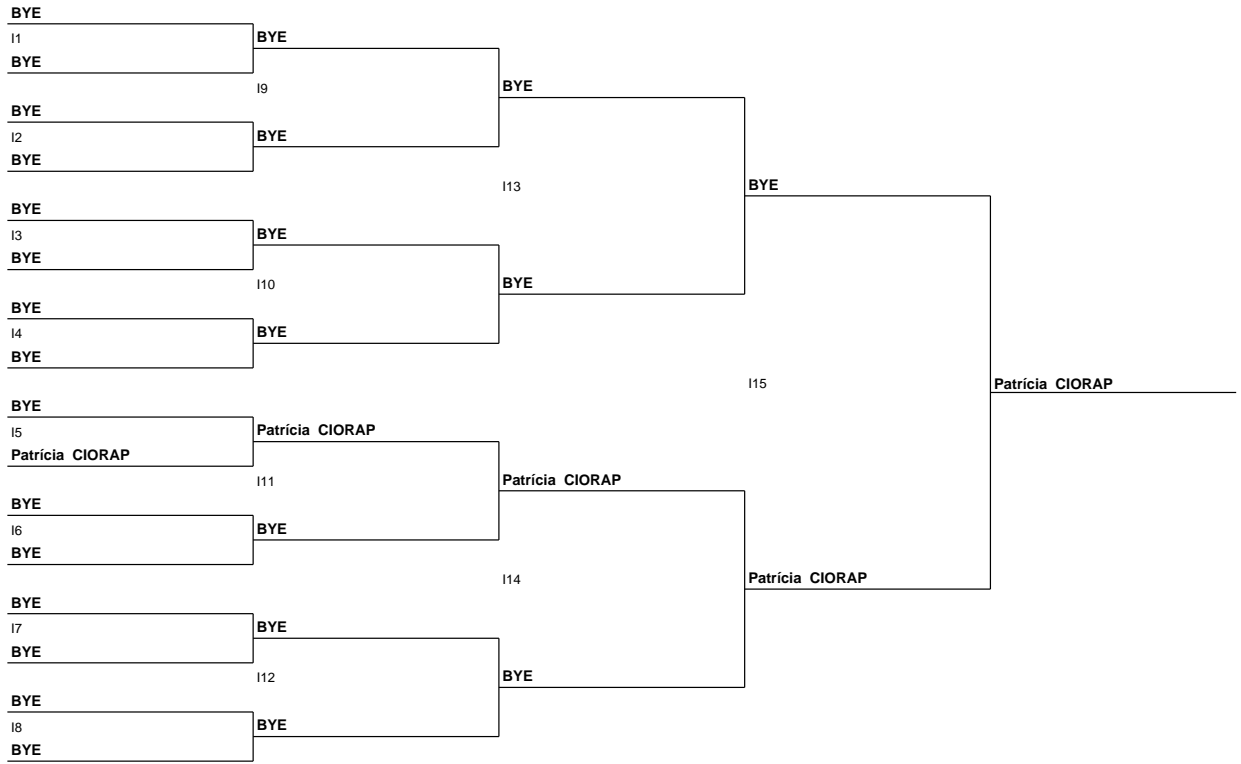 BYE
I1
BYE
BYE
I9
BYE
BYE
I2
BYE
BYE
I13
BYE
BYE
I3
BYE
BYE
I10
BYE
BYE
I4
BYE
BYE
I15
Patrícia CIORAP
BYE
I5
Patrícia CIORAP
Patrícia CIORAP
I11
Patrícia CIORAP
BYE
I6
BYE
BYE
I14
Patrícia CIORAP
BYE
I7
BYE
BYE
I12
BYE
BYE
I8
BYE
BYE